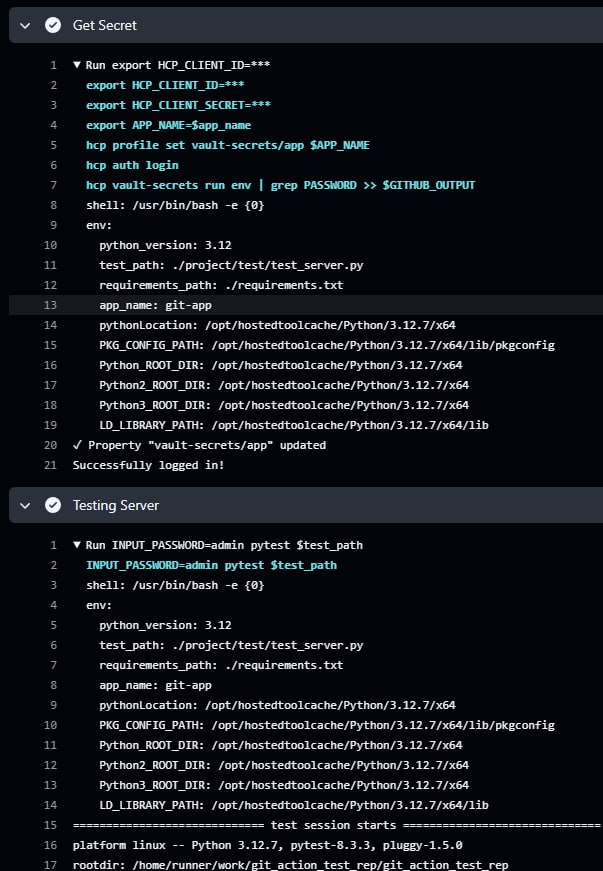 Get Secret
1 ▼ Run export HCP_CLIENT_ID=***
2 export HCP_CLIENT_ID=***
3 export HCP_CLIENT_SECRET=***
4 export APP_NAME=$app_name
5 hcp profile set vault-secrets/app $APP_NAME
6 hcp auth login
7 hcp vault-secrets run env | grep PASSWORD >> $GITHUB_OUTPUT
8 shell: /usr/bin/bash -e {0}
9 env:
10 python_version: 3.12
11 test_path: ./project/test/test_server.py
12 requirements_path: ./requirements.txt
13 app_name: git-app
14 pythonLocation: /opt/hostedtoolcache/Python/3.12.7/x64
15 PKG_CONFIG_PATH: /opt/hostedtoolcache/Python/3.12.7/x64/lib/pkgconfig
16 Python_ROOT_DIR: /opt/hostedtoolcache/Python/3.12.7/x64
17 Python2_ROOT_DIR: /opt/hostedtoolcache/Python/3.12.7/x64
18 Python3_ROOT_DIR: /opt/hostedtoolcache/Python/3.12.7/x64
19 LD_LIBRARY_PATH: /opt/hostedtoolcache/Python/3.12.7/x64/lib
20 ✓ Property "vault-secrets/app" updated
21 Successfully logged in!
Testing Server
1 ▼ Run INPUT_PASSWORD=admin pytest $test_path
2 INPUT_PASSWORD=admin pytest $test_path
3 shell: /usr/bin/bash -e {0}
4 env:
5 python_version: 3.12
6 test_path: ./project/test/test_server.py
7 requirements_path: ./requirements.txt
8 app_name: git-app
9 pythonLocation: /opt/hostedtoolcache/Python/3.12.7/x64
10 PKG_CONFIG_PATH: /opt/hostedtoolcache/Python/3.12.7/x64/lib/pkgconfig
11 Python_ROOT_DIR: /opt/hostedtoolcache/Python/3.12.7/x64
12 Python2_ROOT_DIR: /opt/hostedtoolcache/Python/3.12.7/x64
13 Python3_ROOT_DIR: /opt/hostedtoolcache/Python/3.12.7/x64
14 LD_LIBRARY_PATH: /opt/hostedtoolcache/Python/3.12.7/x64/lib
15 ============================= test session starts ==============================
16 platform linux -- Python 3.12.7, pytest-8.3.3, pluggy-1.5.0
17 rootdir: /home/runner/work/git_action_test_rep/git_action_test_rep